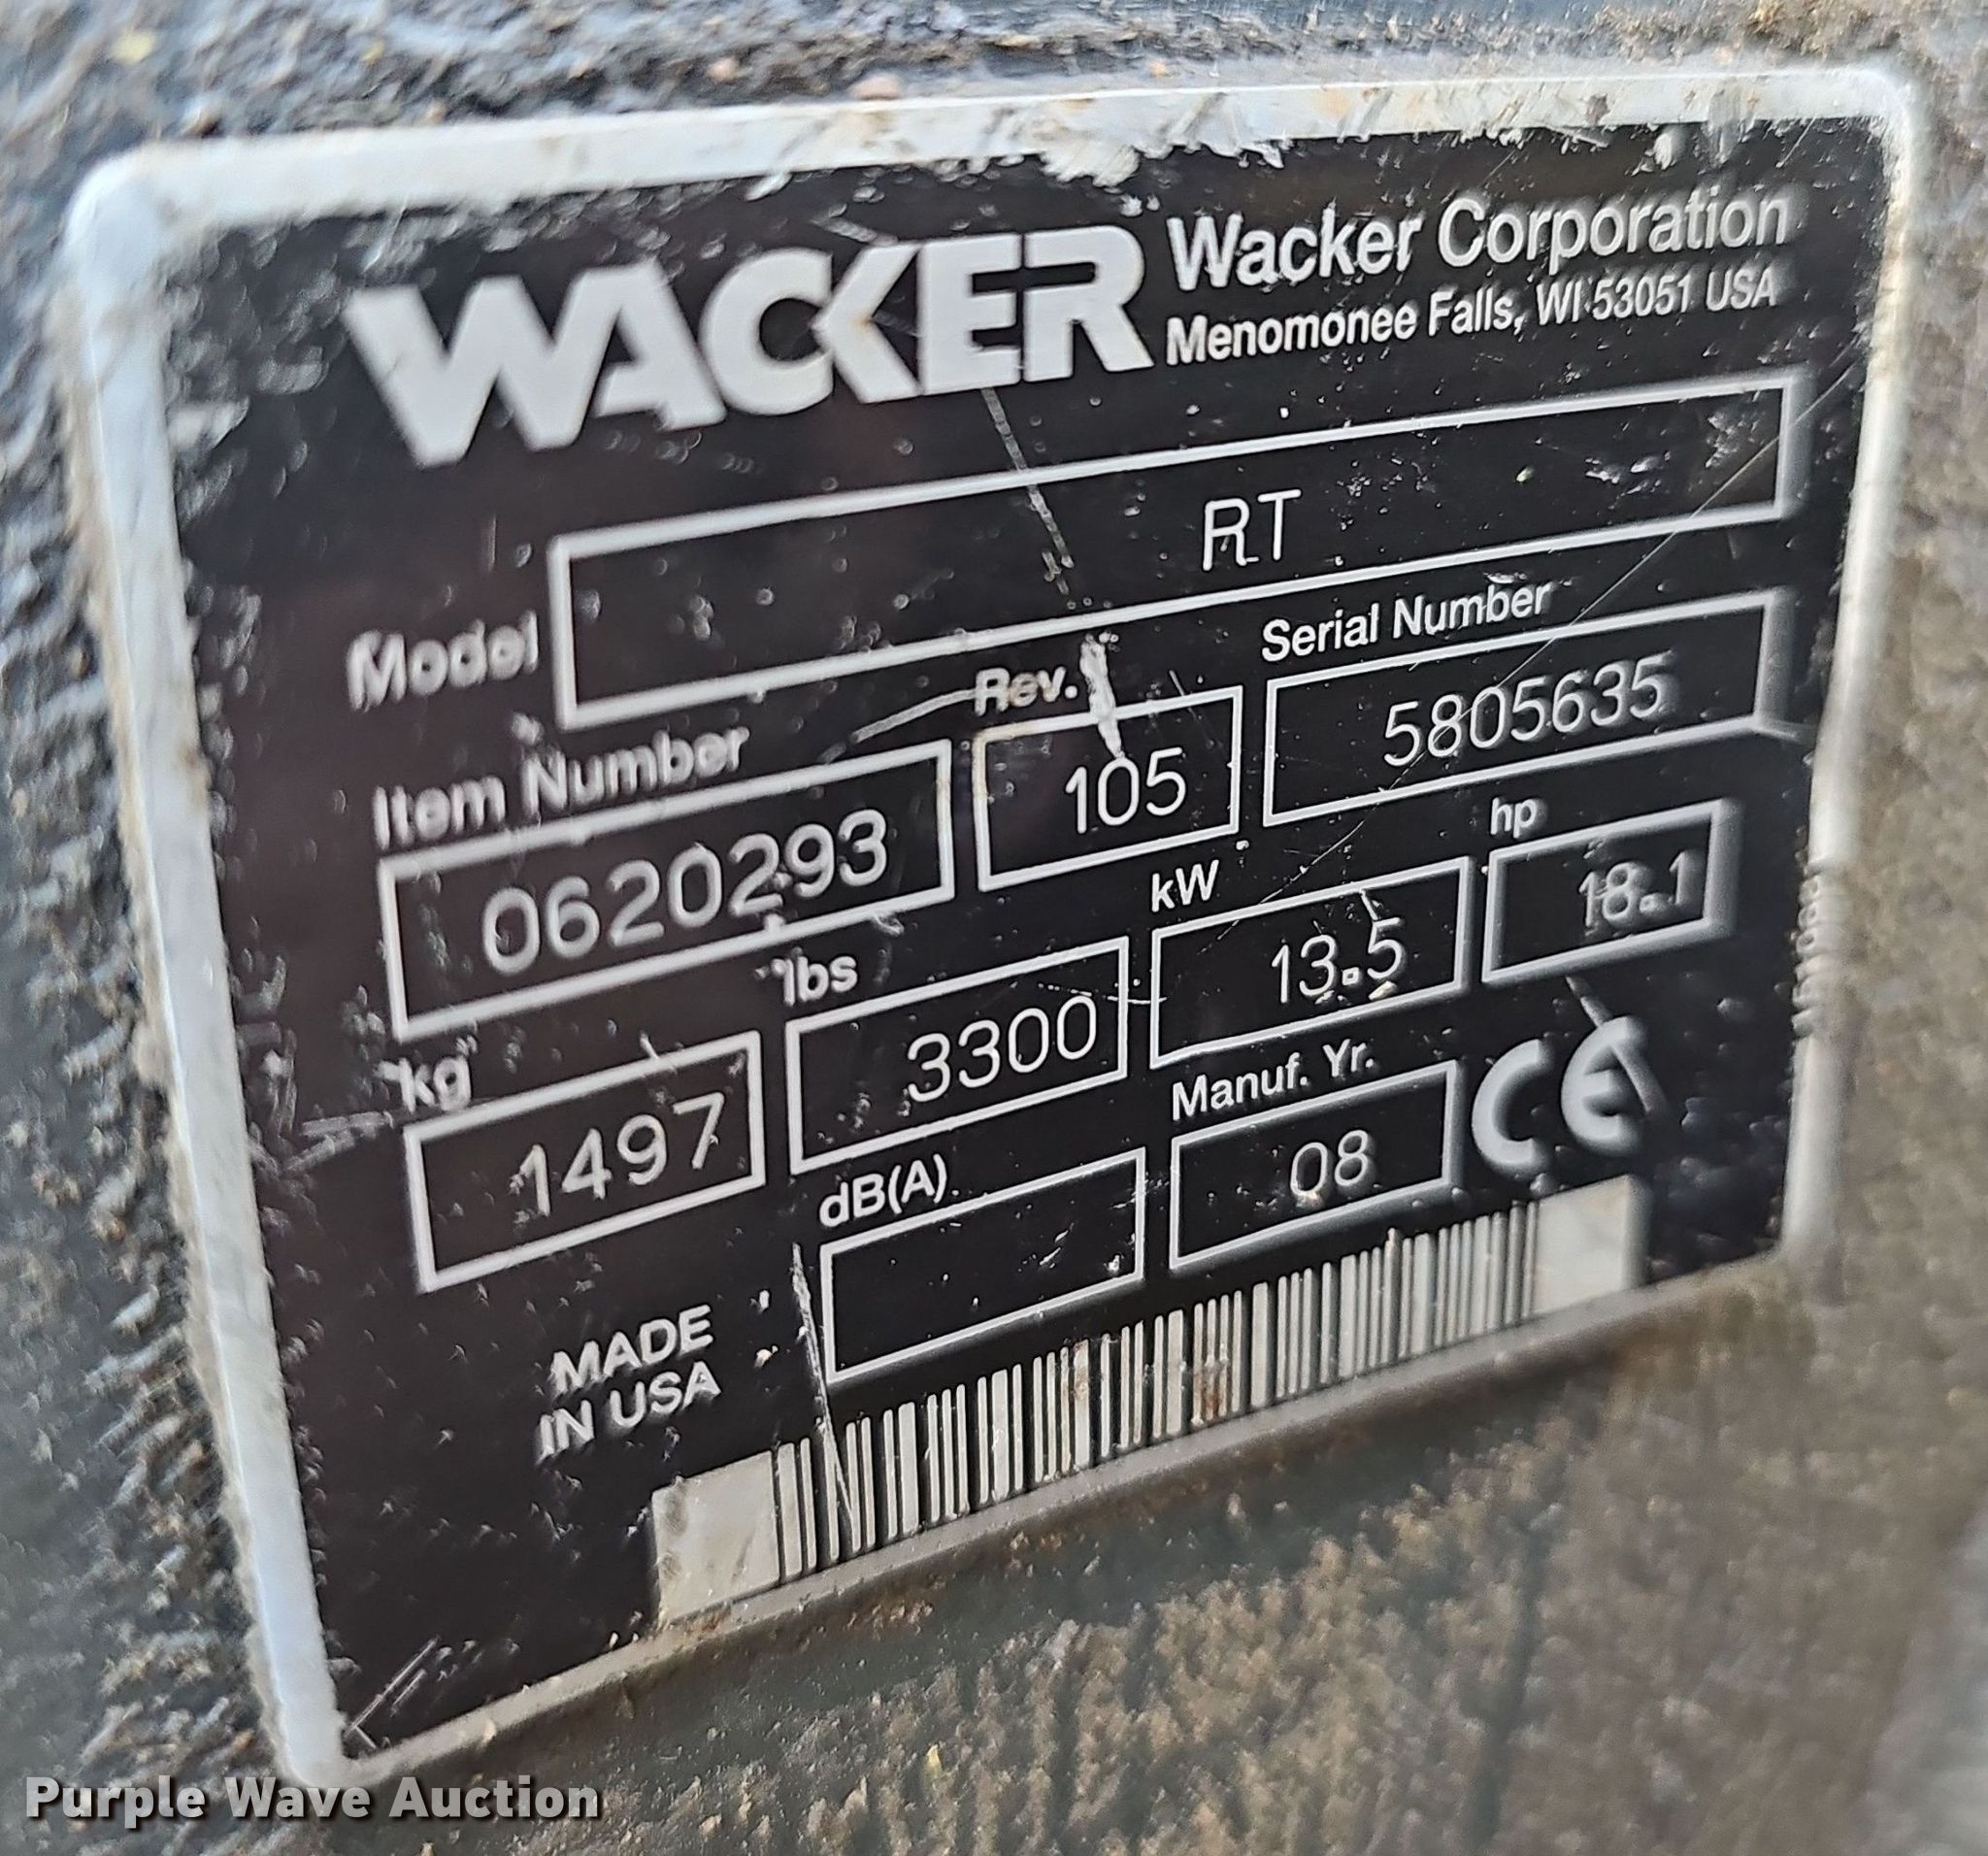 WACKER Wacker Corporation
Menomonee Falls, WI 53051 USA
Model RT
Item Number Rev. Serial Number
0620293 105 5805635
kg lbs kW hp
1497 3300 13.5 18.1
dB(A) Manuf. Yr.
08 CE
MADE
IN USA
Purple Wave Auction